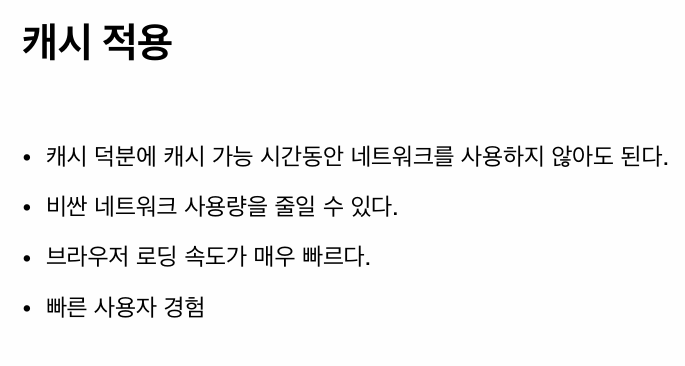 캐시 적용
• 캐시 덕분에 캐시 가능 시간동안 네트워크를 사용하지 않아도 된다.
• 비싼 네트워크 사용량을 줄일 수 있다.
• 브라우저 로딩 속도가 매우 빠르다.
• 빠른 사용자 경험